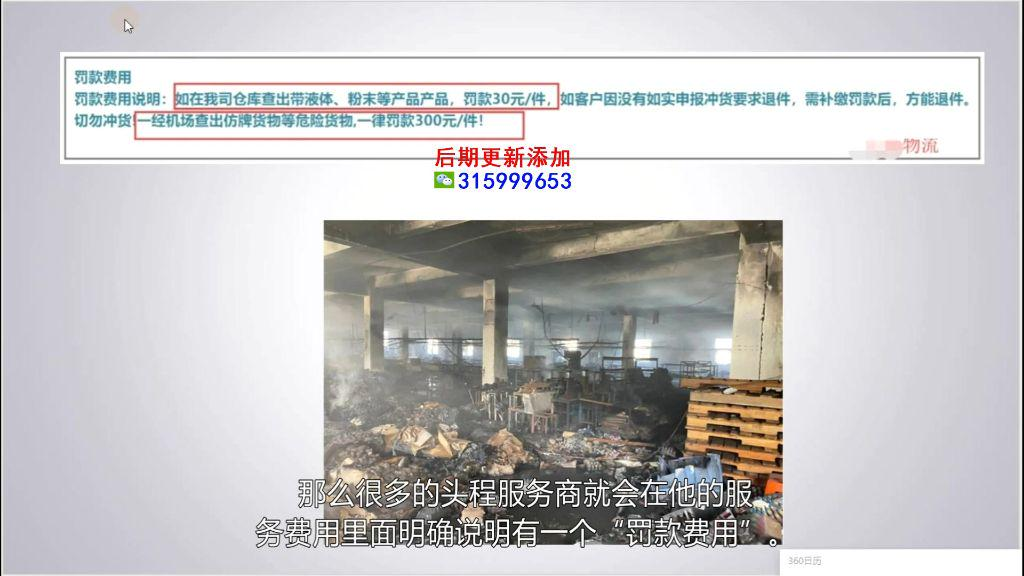 罚款费用
罚款费用说明：如在我司仓库查出带液体、粉末等产品产品，罚款30元/件，如客户因没有如实申报冲货要求退件，需补缴罚款后，方能退件。
切勿冲货!一经机场查出仿牌货物等危险货物,一律罚款300元/件！
物流
后期更新添加
315999653
那么很多的头程服务商就会在他的服
务费用里面明确说明有一个“罚款费用”。
360日历